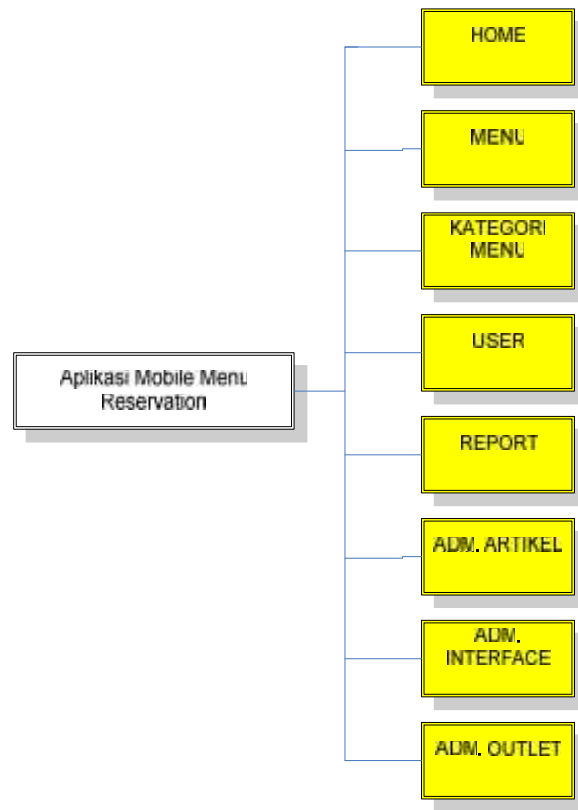 HOME
MENU
KATEGORI
MENU
Aplikasi Mobile Menu
Reservation
USER
REPORT
ADM. ARTIKEL
ADM.
INTERFACE
ADM. OUTLET